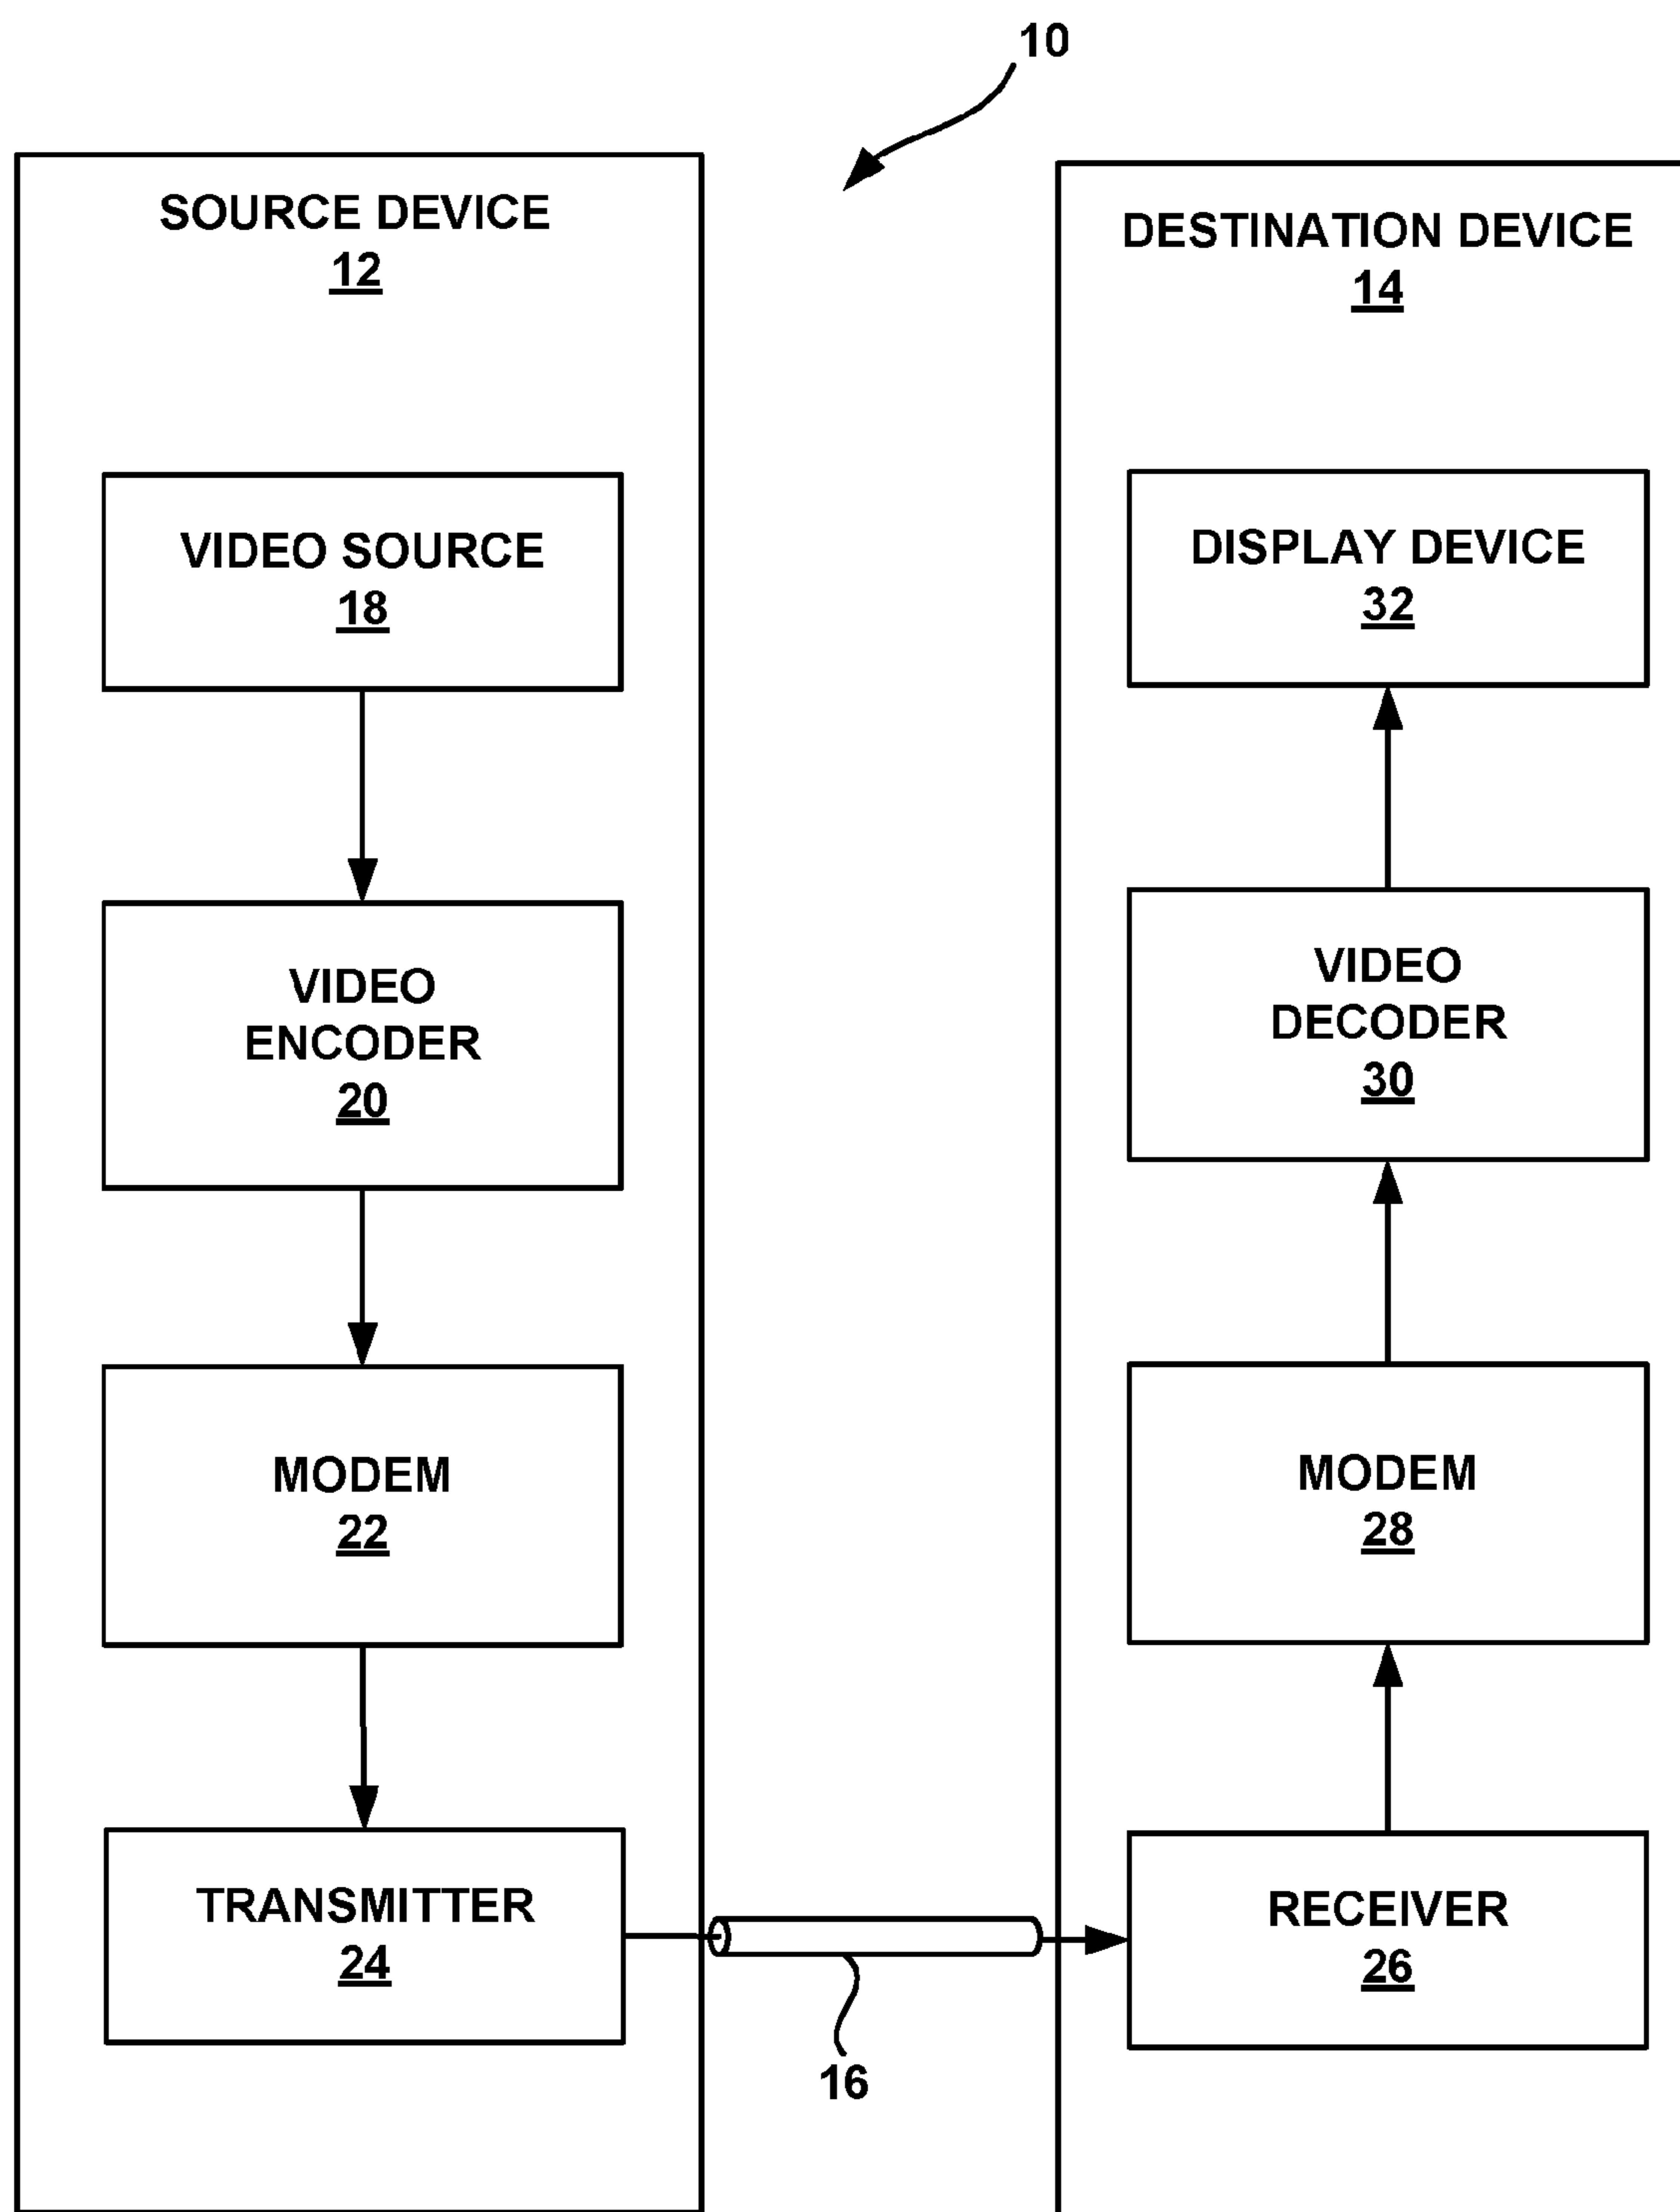 10
SOURCE DEVICE
12
VIDEO SOURCE
18
VIDEO
ENCODER
20
MODEM
22
TRANSMITTER
24
16
DESTINATION DEVICE
14
DISPLAY DEVICE
32
VIDEO
DECODER
30
MODEM
28
RECEIVER
26